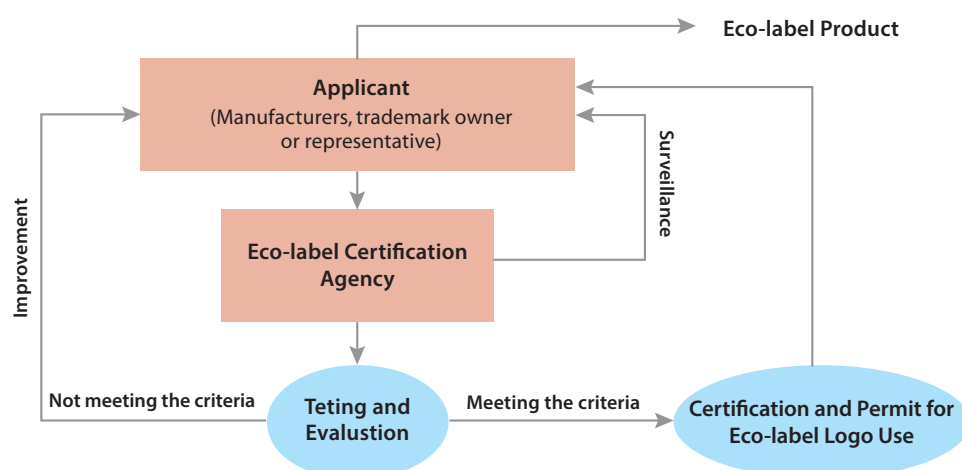 Eco-label Product
Applicant
(Manufacturers, trademark owner
or representative)
Surveillance
Improvement
Eco-label Certification
Agency
Not meeting the criteria
Teting and
Evalustion
Meeting the criteria
Certification and Permit for
Eco-label Logo Use